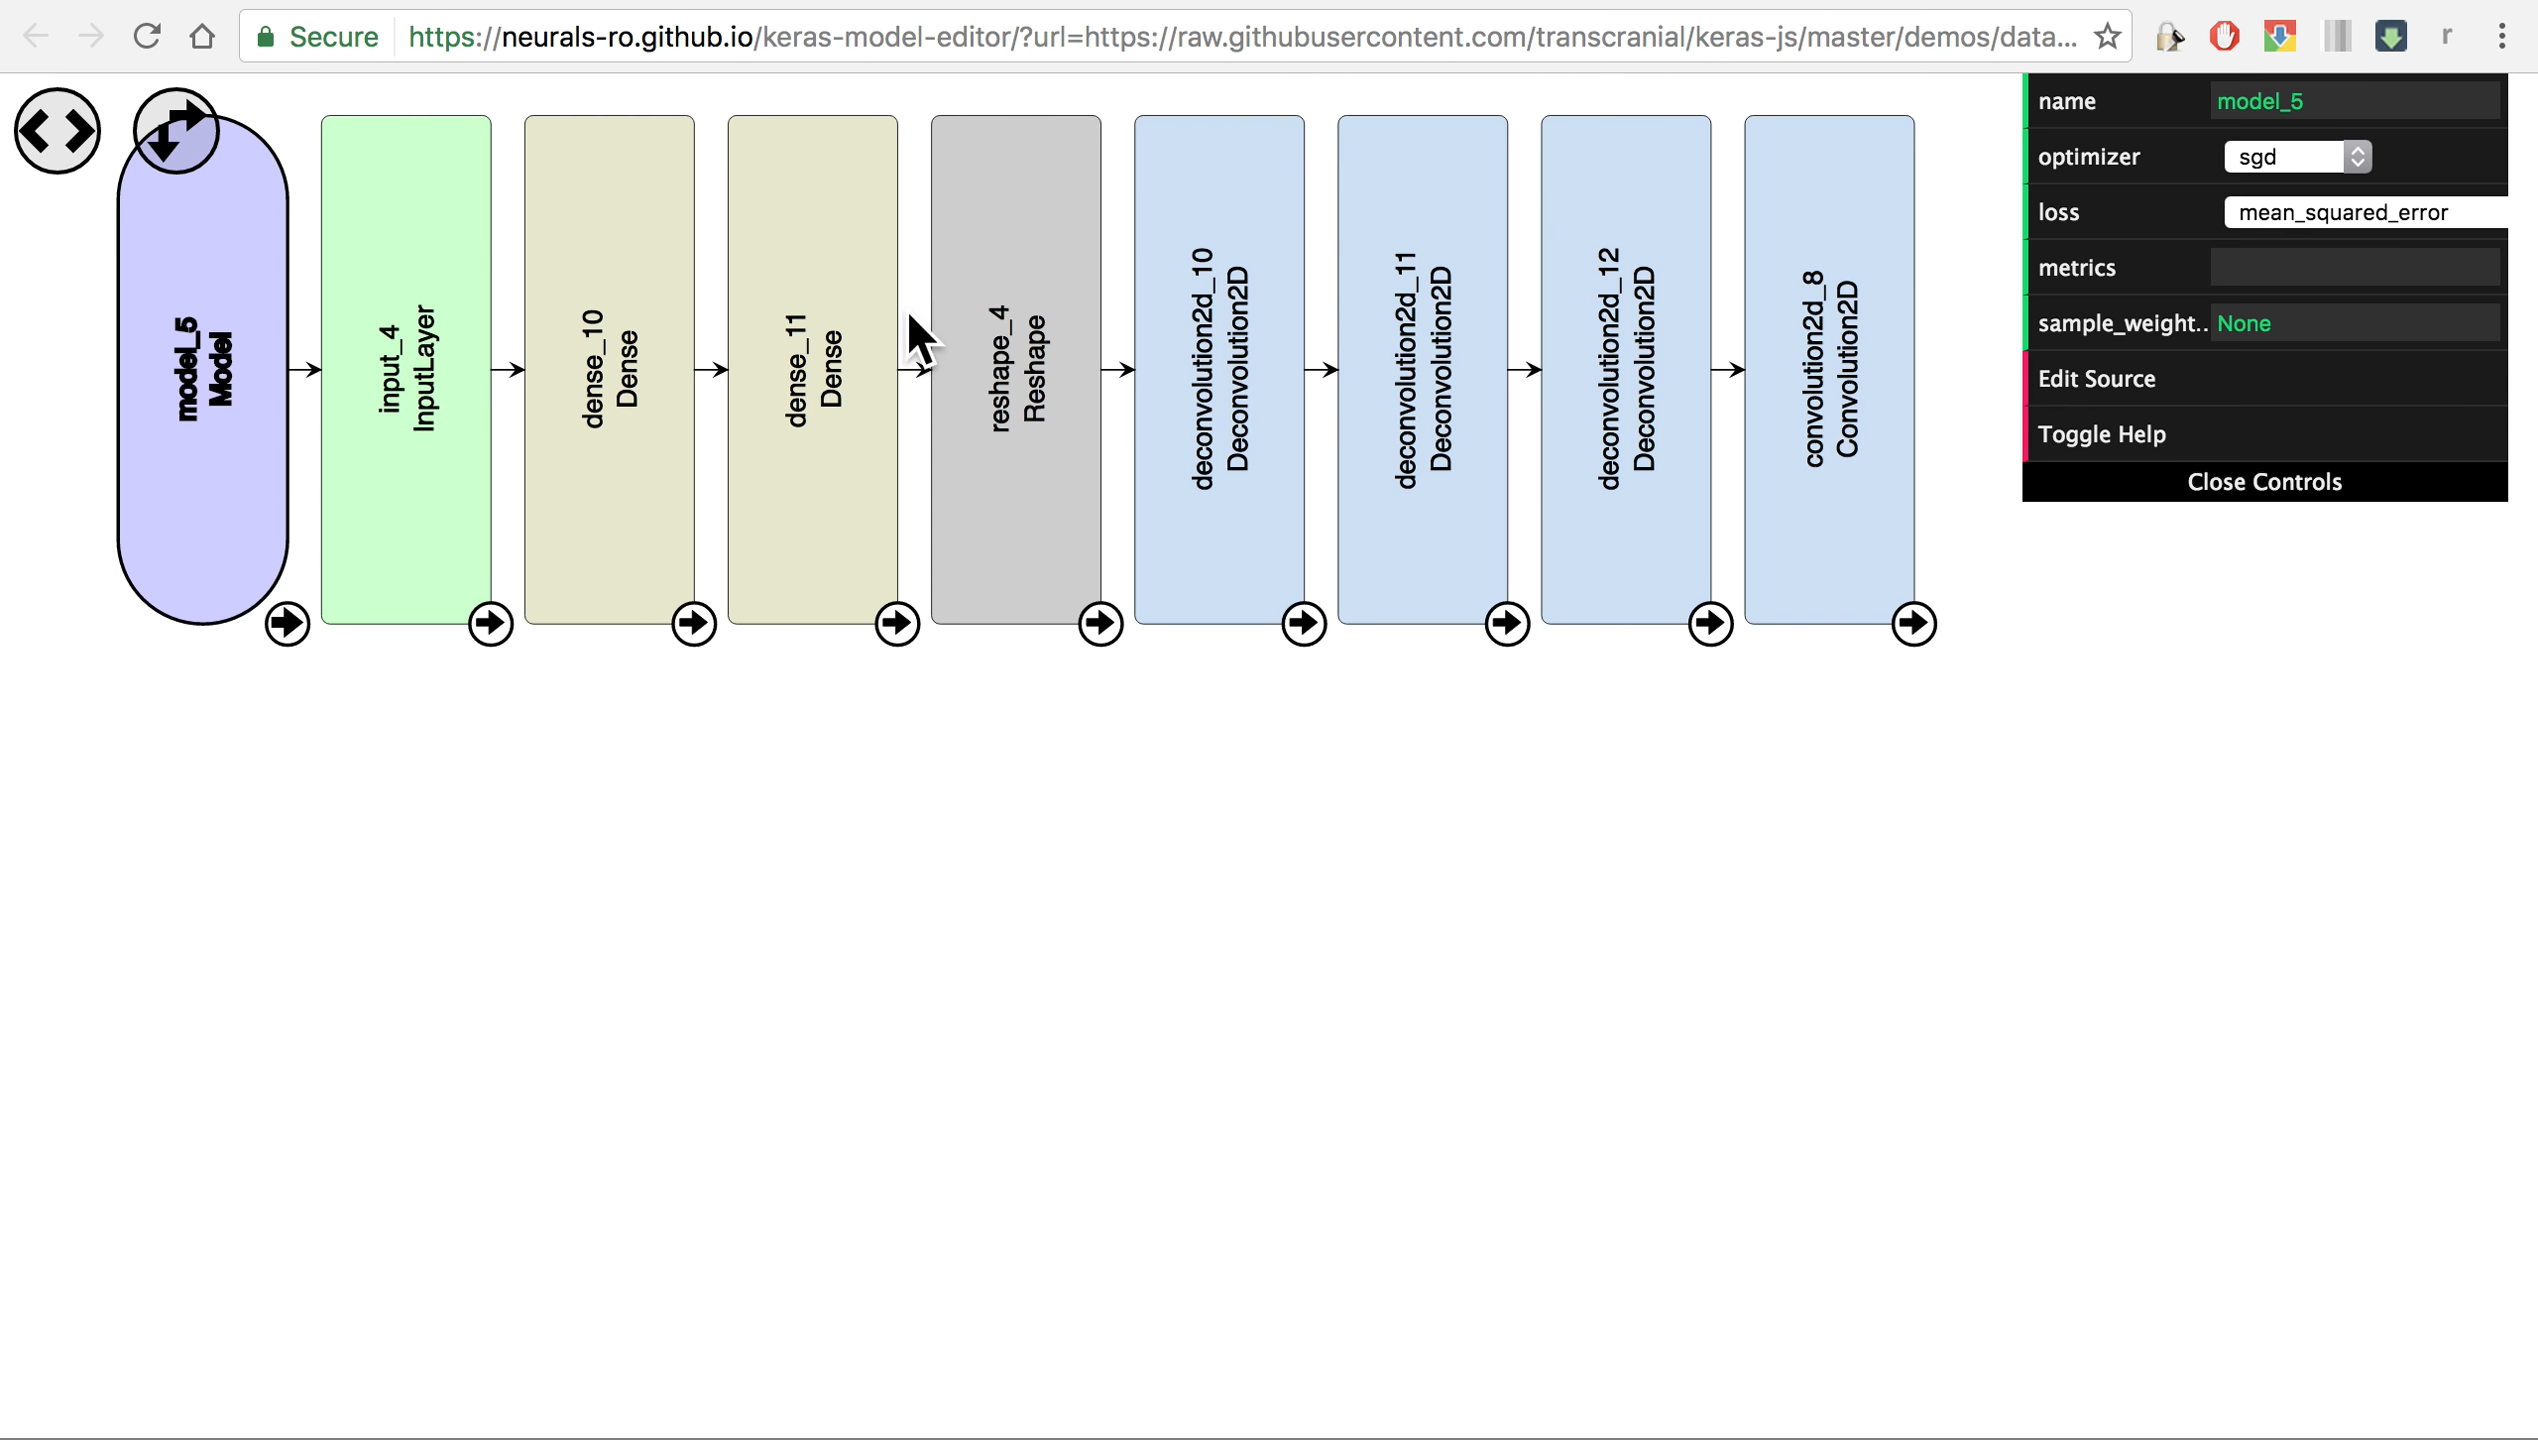 Secure https://neurals-ro.github.io/keras-model-editor/?url=https://raw.githubusercontent.com/transcranial/keras-js/master/demos/data... r
model_5
Model
input_4
InputLayer
dense_10
Dense
dense_11
Dense
reshape_4
Reshape
deconvolution2d_10
Deconvolution2D
deconvolution2d_11
Deconvolution2D
deconvolution2d_12
Deconvolution2D
convolution2d_8
Convolution2D
name model_5
optimizer sgd
loss mean_squared_error
metrics
sample_weight.. None
Edit Source
Toggle Help
Close Controls